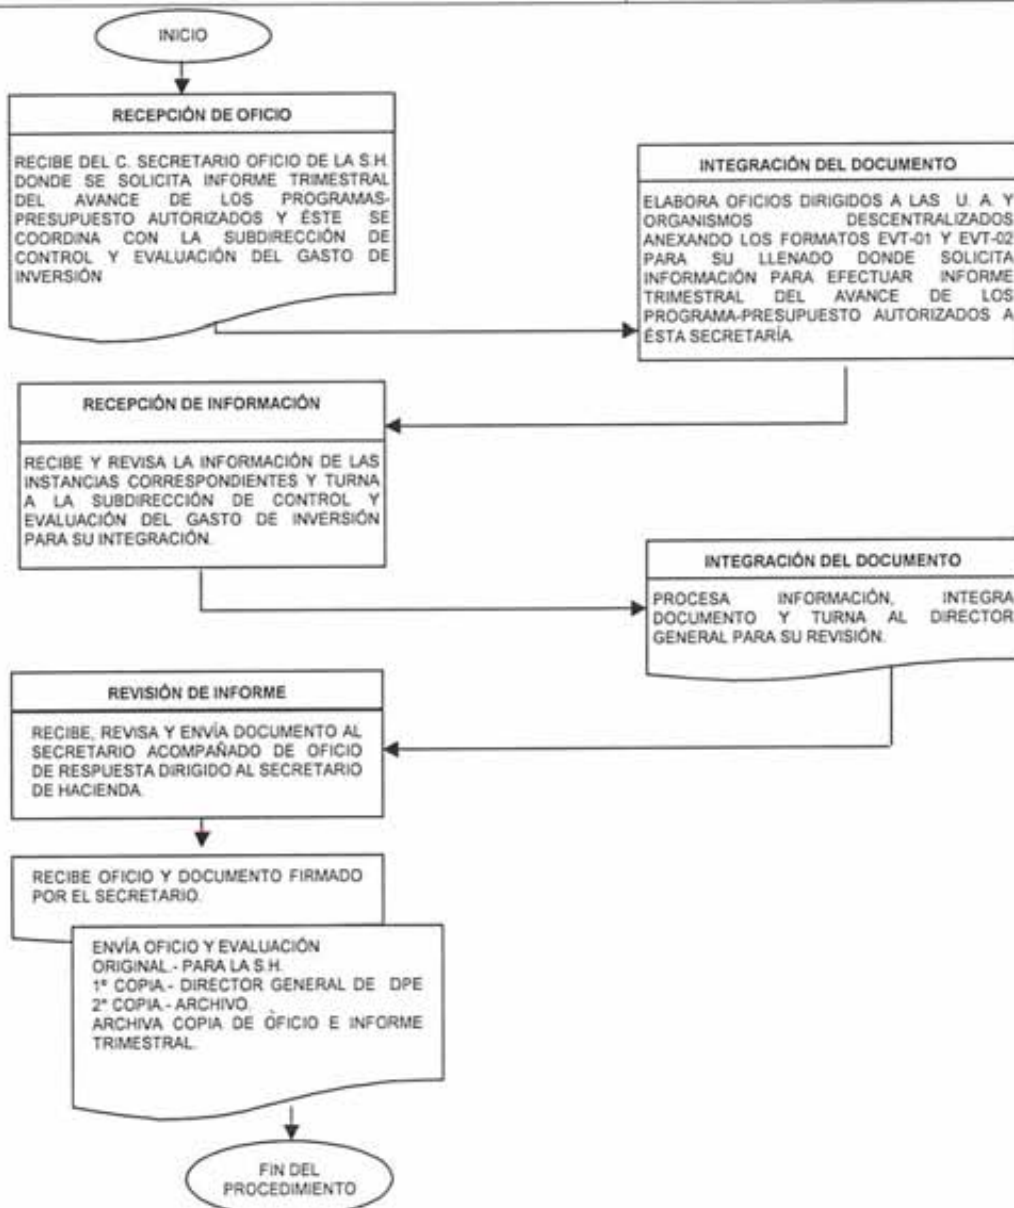 INICIO
RECEPCIÓN DE OFICIO
RECIBE DEL C. SECRETARIO OFICIO DE LA S.H.
DONDE SE SOLICITA INFORME TRIMESTRAL
DEL AVANCE DE LOS PROGRAMAS-
PRESUPUESTO AUTORIZADOS Y ÉSTE SE
COORDINA CON LA SUBDIRECCIÓN DE
CONTROL Y EVALUACIÓN DEL GASTO DE
INVERSIÓN
INTEGRACIÓN DEL DOCUMENTO
ELABORA OFICIOS DIRIGIDOS A LAS U. A. Y
ORGANISMOS DESCENTRALIZADOS
ANEXANDO LOS FORMATOS EVT-01 Y EVT-02
PARA SU LLENADO DONDE SOLICITA
INFORMACIÓN PARA EFECTUAR INFORME
TRIMESTRAL DEL AVANCE DE LOS
PROGRAMA-PRESUPUESTO AUTORIZADOS A
ÉSTA SECRETARÍA.
RECEPCIÓN DE INFORMACIÓN
RECIBE Y REVISA LA INFORMACIÓN DE LAS
INSTANCIAS CORRESPONDIENTES Y TURNA
A LA SUBDIRECCIÓN DE CONTROL Y
EVALUACIÓN DEL GASTO DE INVERSIÓN
PARA SU INTEGRACIÓN.
INTEGRACIÓN DEL DOCUMENTO
PROCESA INFORMACIÓN, INTEGRA
DOCUMENTO Y TURNA AL DIRECTOR
GENERAL PARA SU REVISIÓN.
REVISIÓN DE INFORME
RECIBE, REVISA Y ENVÍA DOCUMENTO AL
SECRETARIO ACOMPAÑADO DE OFICIO
DE RESPUESTA DIRIGIDO AL SECRETARIO
DE HACIENDA.
RECIBE OFICIO Y DOCUMENTO FIRMADO
POR EL SECRETARIO.
ENVÍA OFICIO Y EVALUACIÓN
ORIGINAL.- PARA LA S.H.
1ª COPIA.- DIRECTOR GENERAL DE DPE
2ª COPIA.- ARCHIVO.
ARCHIVA COPIA DE OFICIO E INFORME
TRIMESTRAL.
FIN DEL
PROCEDIMIENTO